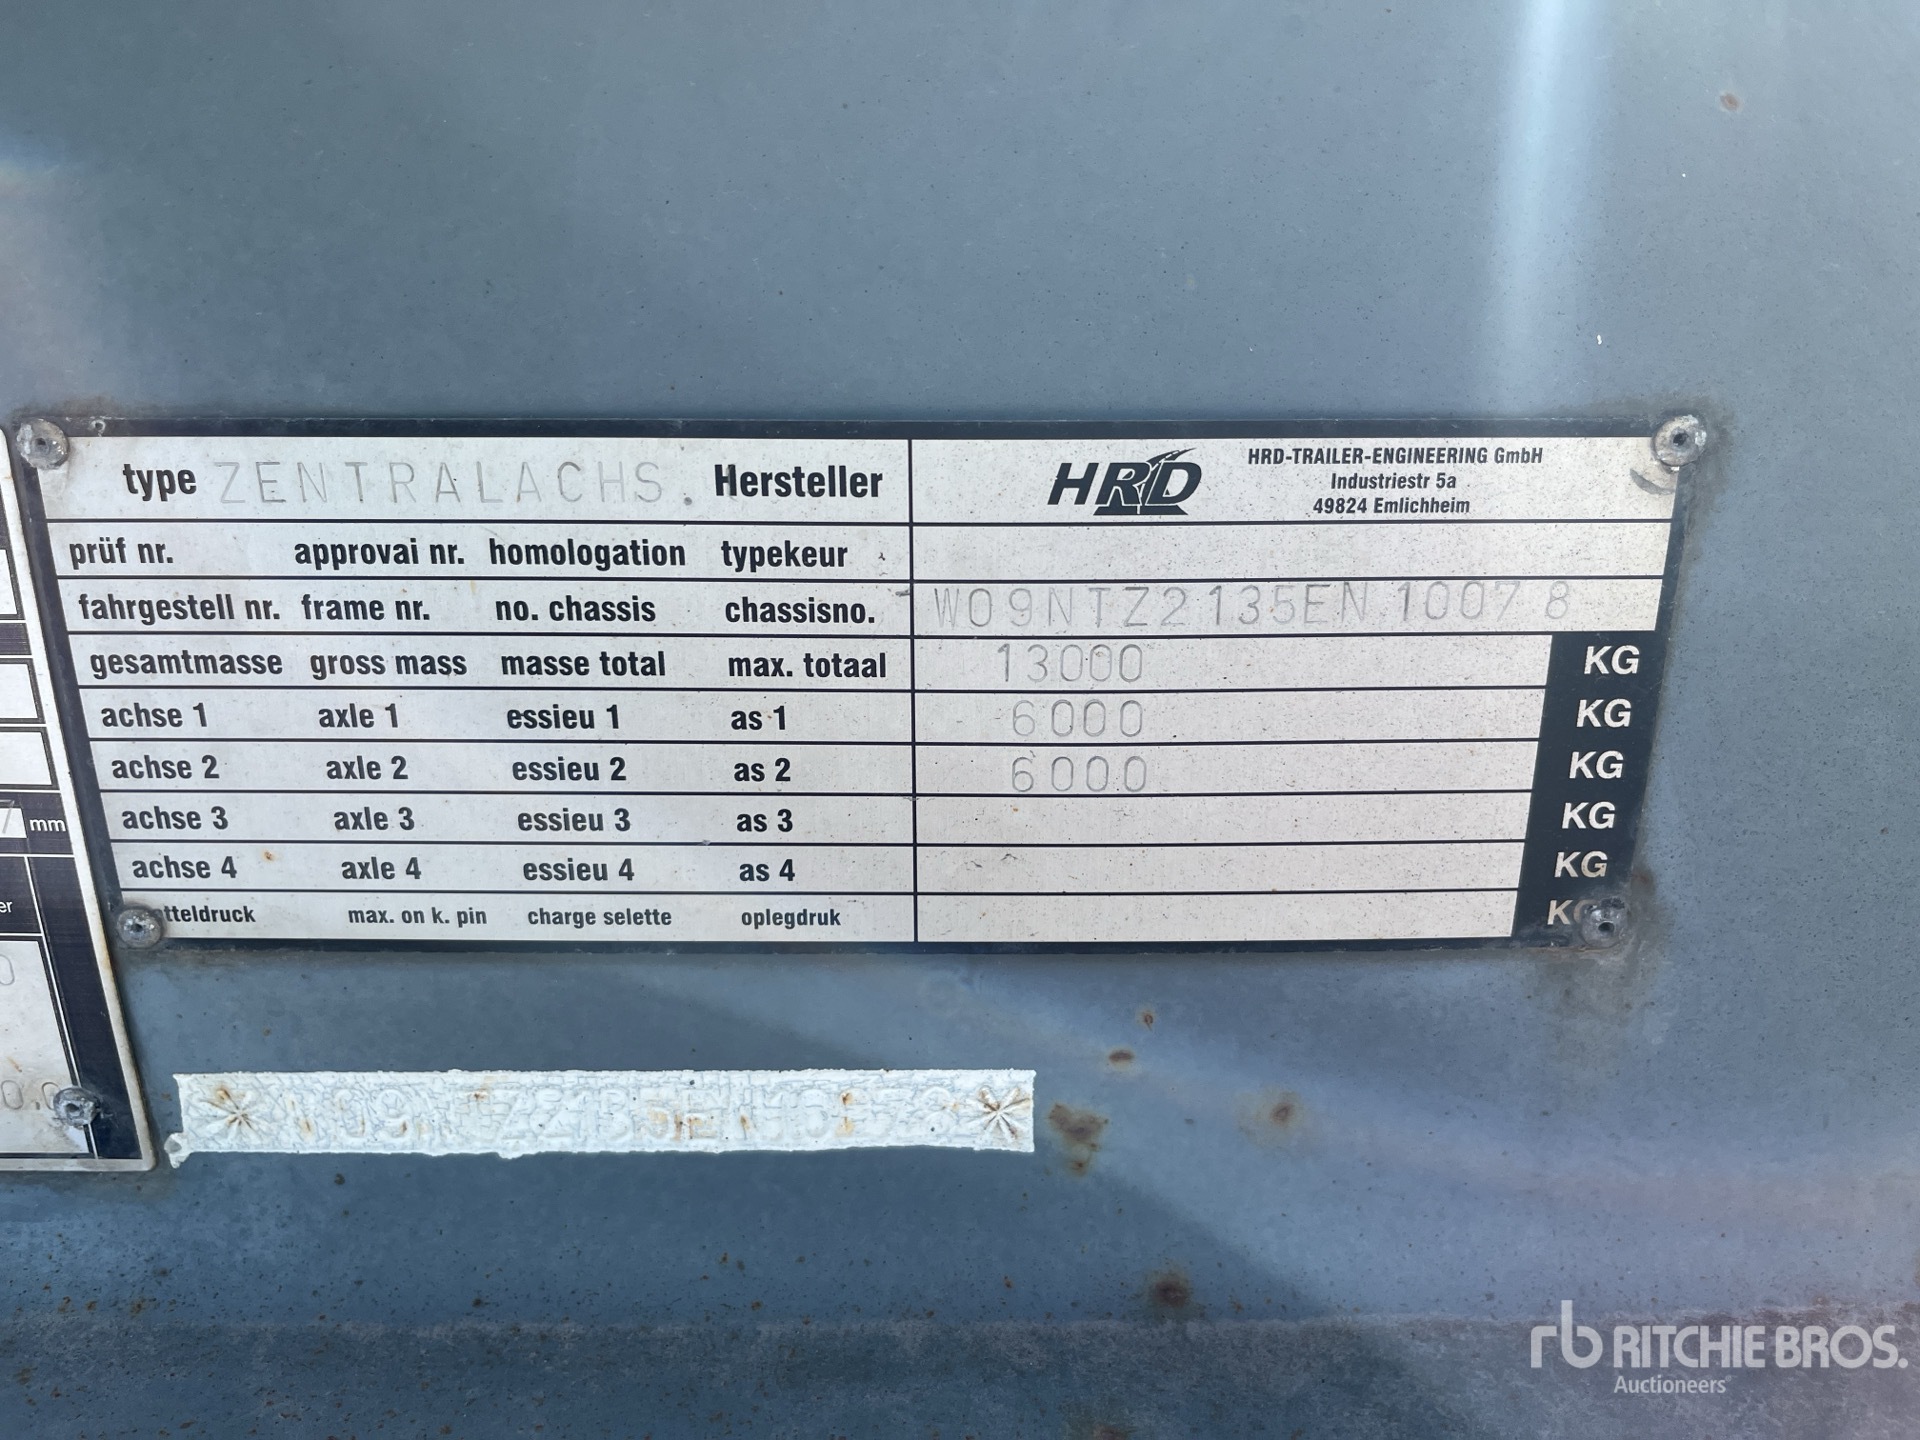 type ZENTRALACHS. Hersteller HRD HRD-TRAILER-ENGINEERING GmbH
Industriestr 5a
49824 Emlichheim
prüf nr. approvai nr. homologation typekeur
fahrgestell nr. frame nr. no. chassis chassisno. W09NTZ2135EN10078
gesamtmasse gross mass masse total max. totaal 13000 KG
achse 1 axle 1 essieu 1 as 1 6000 KG
achse 2 axle 2 essieu 2 as 2 6000 KG
achse 3 axle 3 essieu 3 as 3 KG
achse 4 axle 4 essieu 4 as 4 KG
max. on k. pin charge selette oplegdruk
mm
rb RITCHIE BROS.
Auctioneers